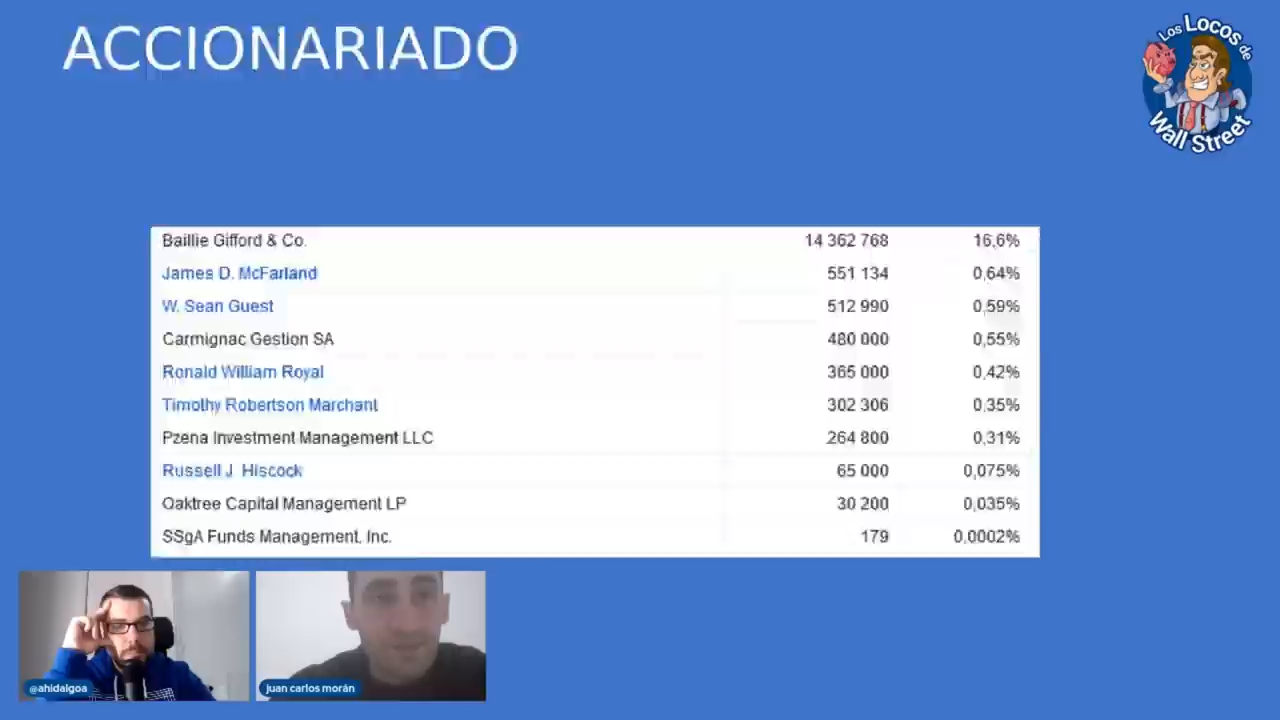 ACCIONARIADO
Los Locos de
Wall Street
Baillie Gifford & Co. 14 362 768 16,6%
James D. McFarland 551 134 0,64%
W. Sean Guest 512 990 0,59%
Carmignac Gestion SA 480 000 0,55%
Ronald William Royal 365 000 0,42%
Timothy Robertson Marchant 302 306 0,35%
Pzena Investment Management LLC 264 800 0,31%
Russell J. Hiscock 65 000 0,075%
Oaktree Capital Management LP 30 200 0,035%
SSgA Funds Management, Inc. 179 0,0002%
@ahidalgoa
juan carlos morán